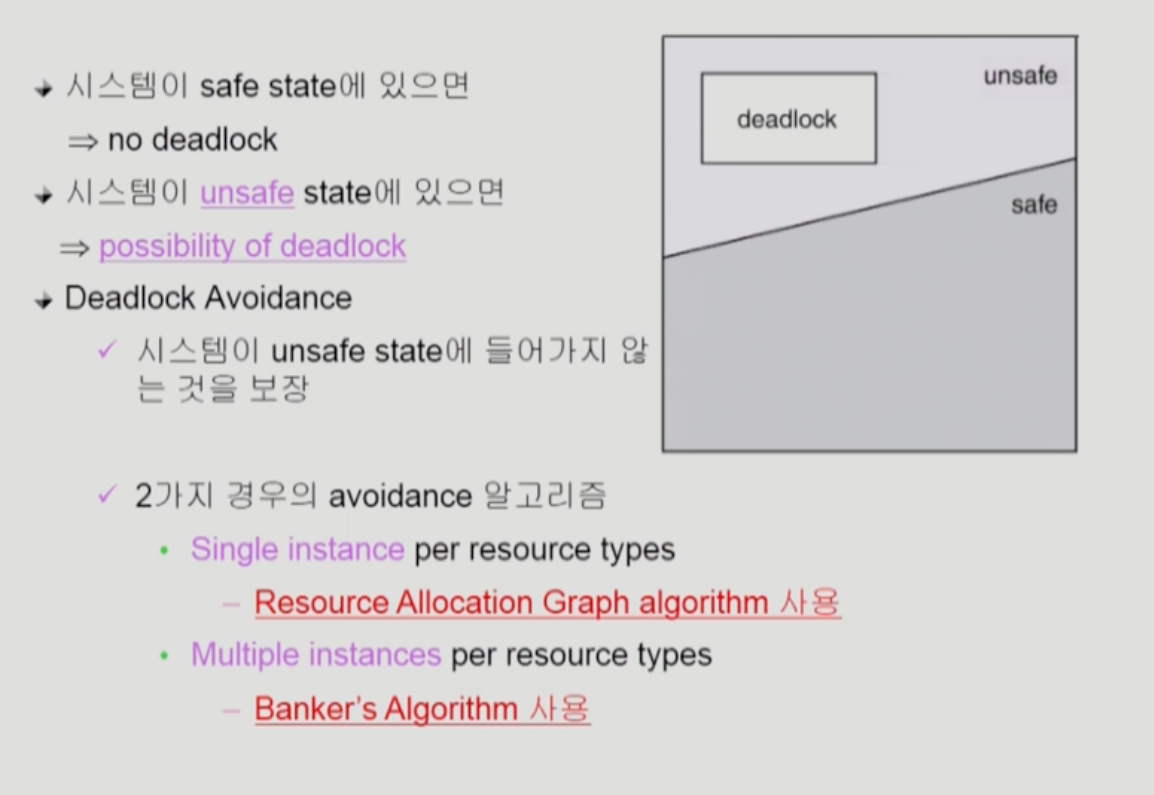 시스템이 safe state에 있으면
⇒ no deadlock
시스템이 unsafe state에 있으면
⇒ possibility of deadlock
Deadlock Avoidance
✓ 시스템이 unsafe state에 들어가지 않
는 것을 보장
✓ 2가지 경우의 avoidance 알고리즘
• Single instance per resource types
– Resource Allocation Graph algorithm 사용
• Multiple instances per resource types
– Banker's Algorithm 사용
unsafe
deadlock
safe